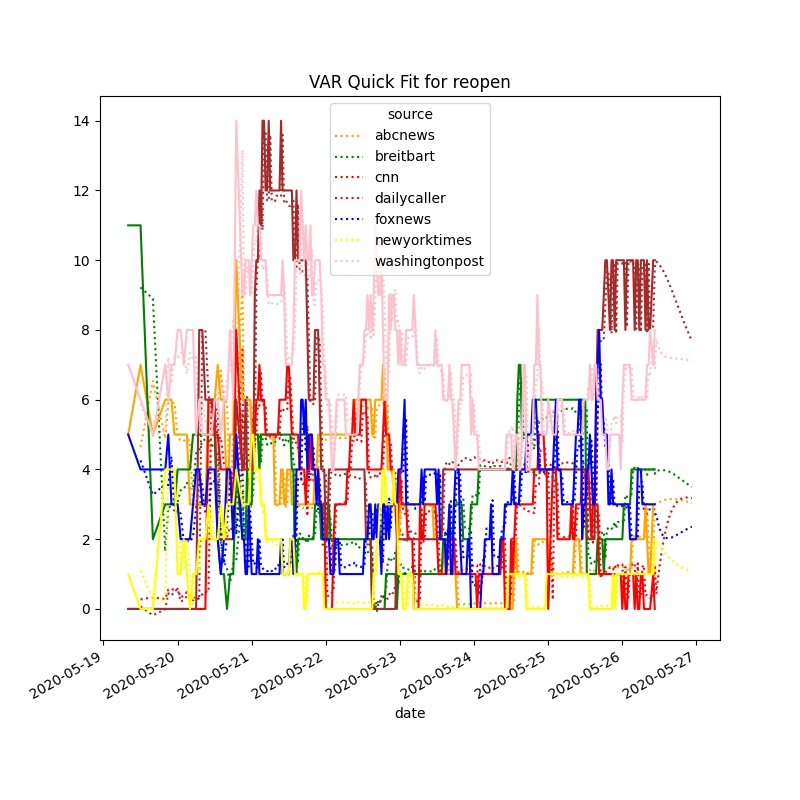 VAR Quick Fit for reopen
source
abcnews
breitbart
cnn
dailycaller
foxnews
newyorktimes
washingtonpost
14
12
10
8
6
4
2
0
2020-05-19
2020-05-20
2020-05-21
2020-05-22
2020-05-23
2020-05-24
2020-05-25
2020-05-26
2020-05-27
date